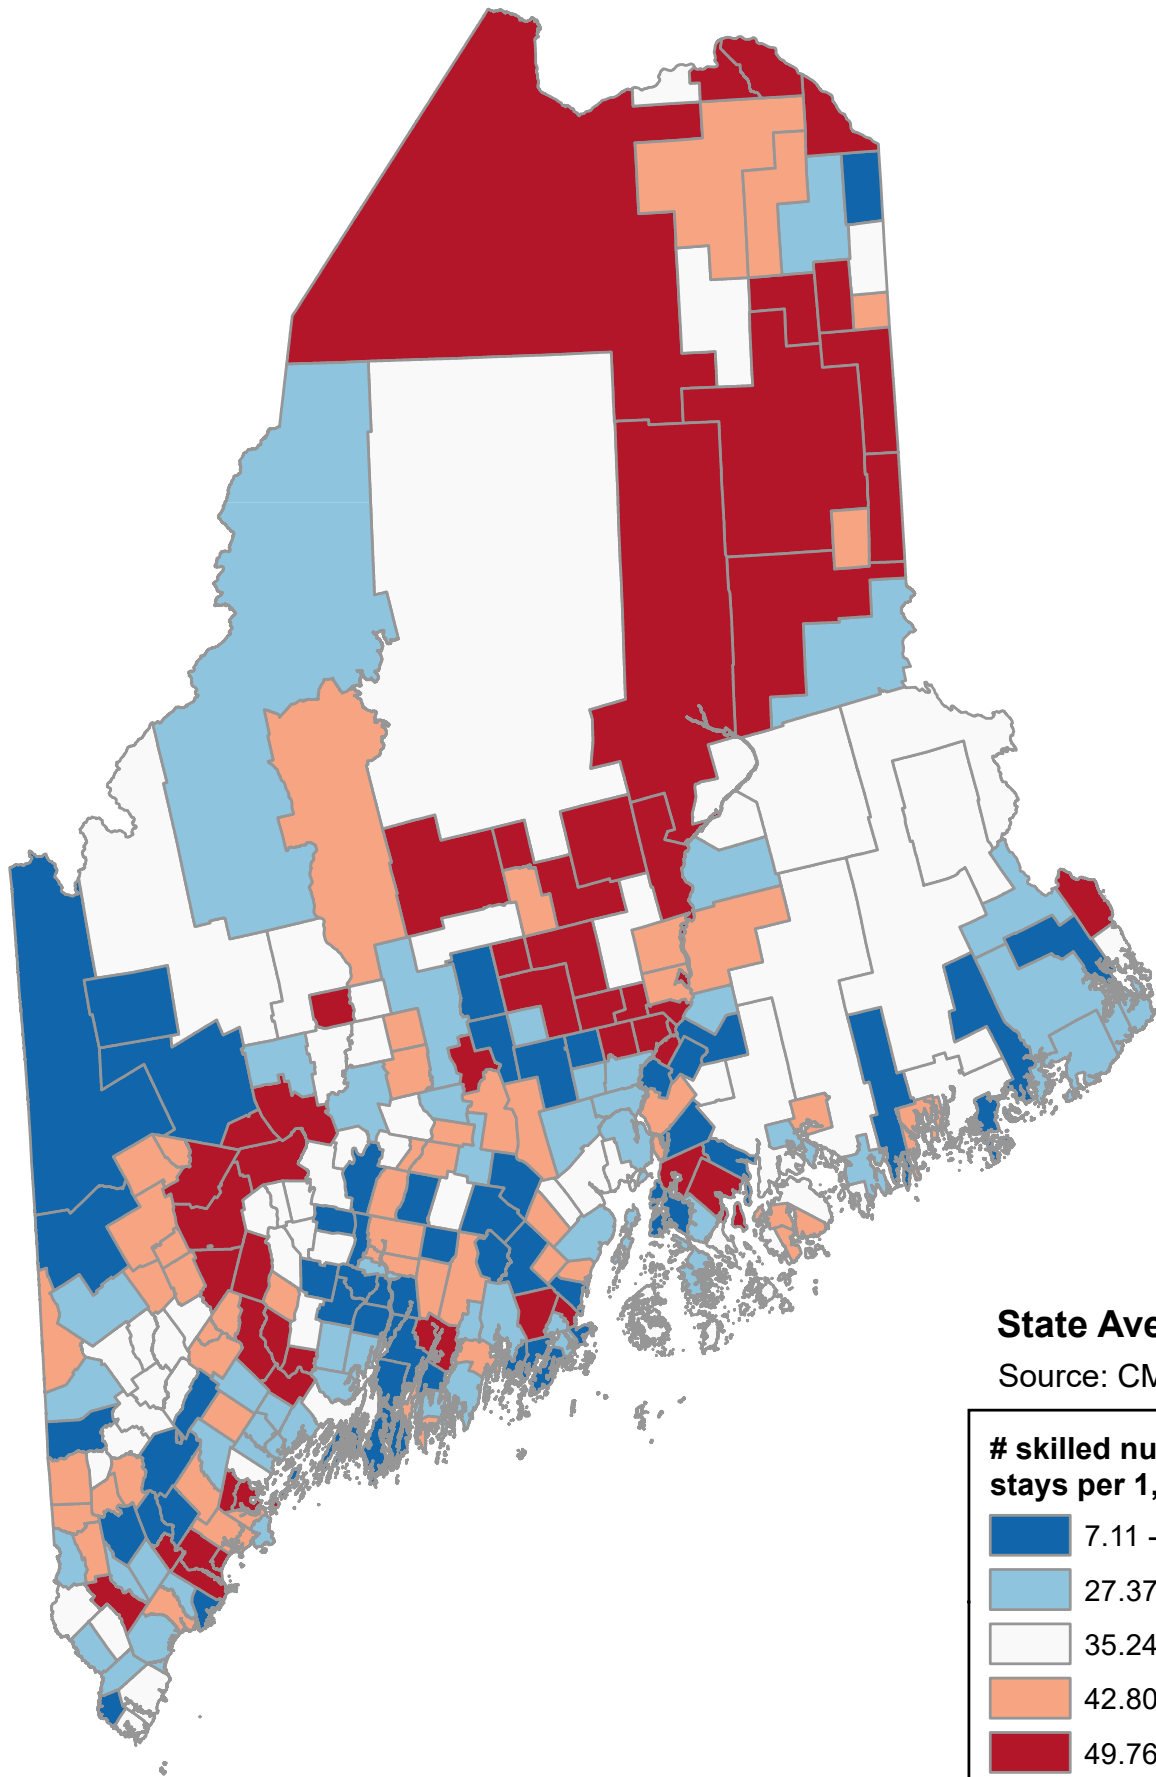 State Ave
Source: CM
# skilled nu
stays per 1,
7.11 -
27.37
35.24
42.80
49.76